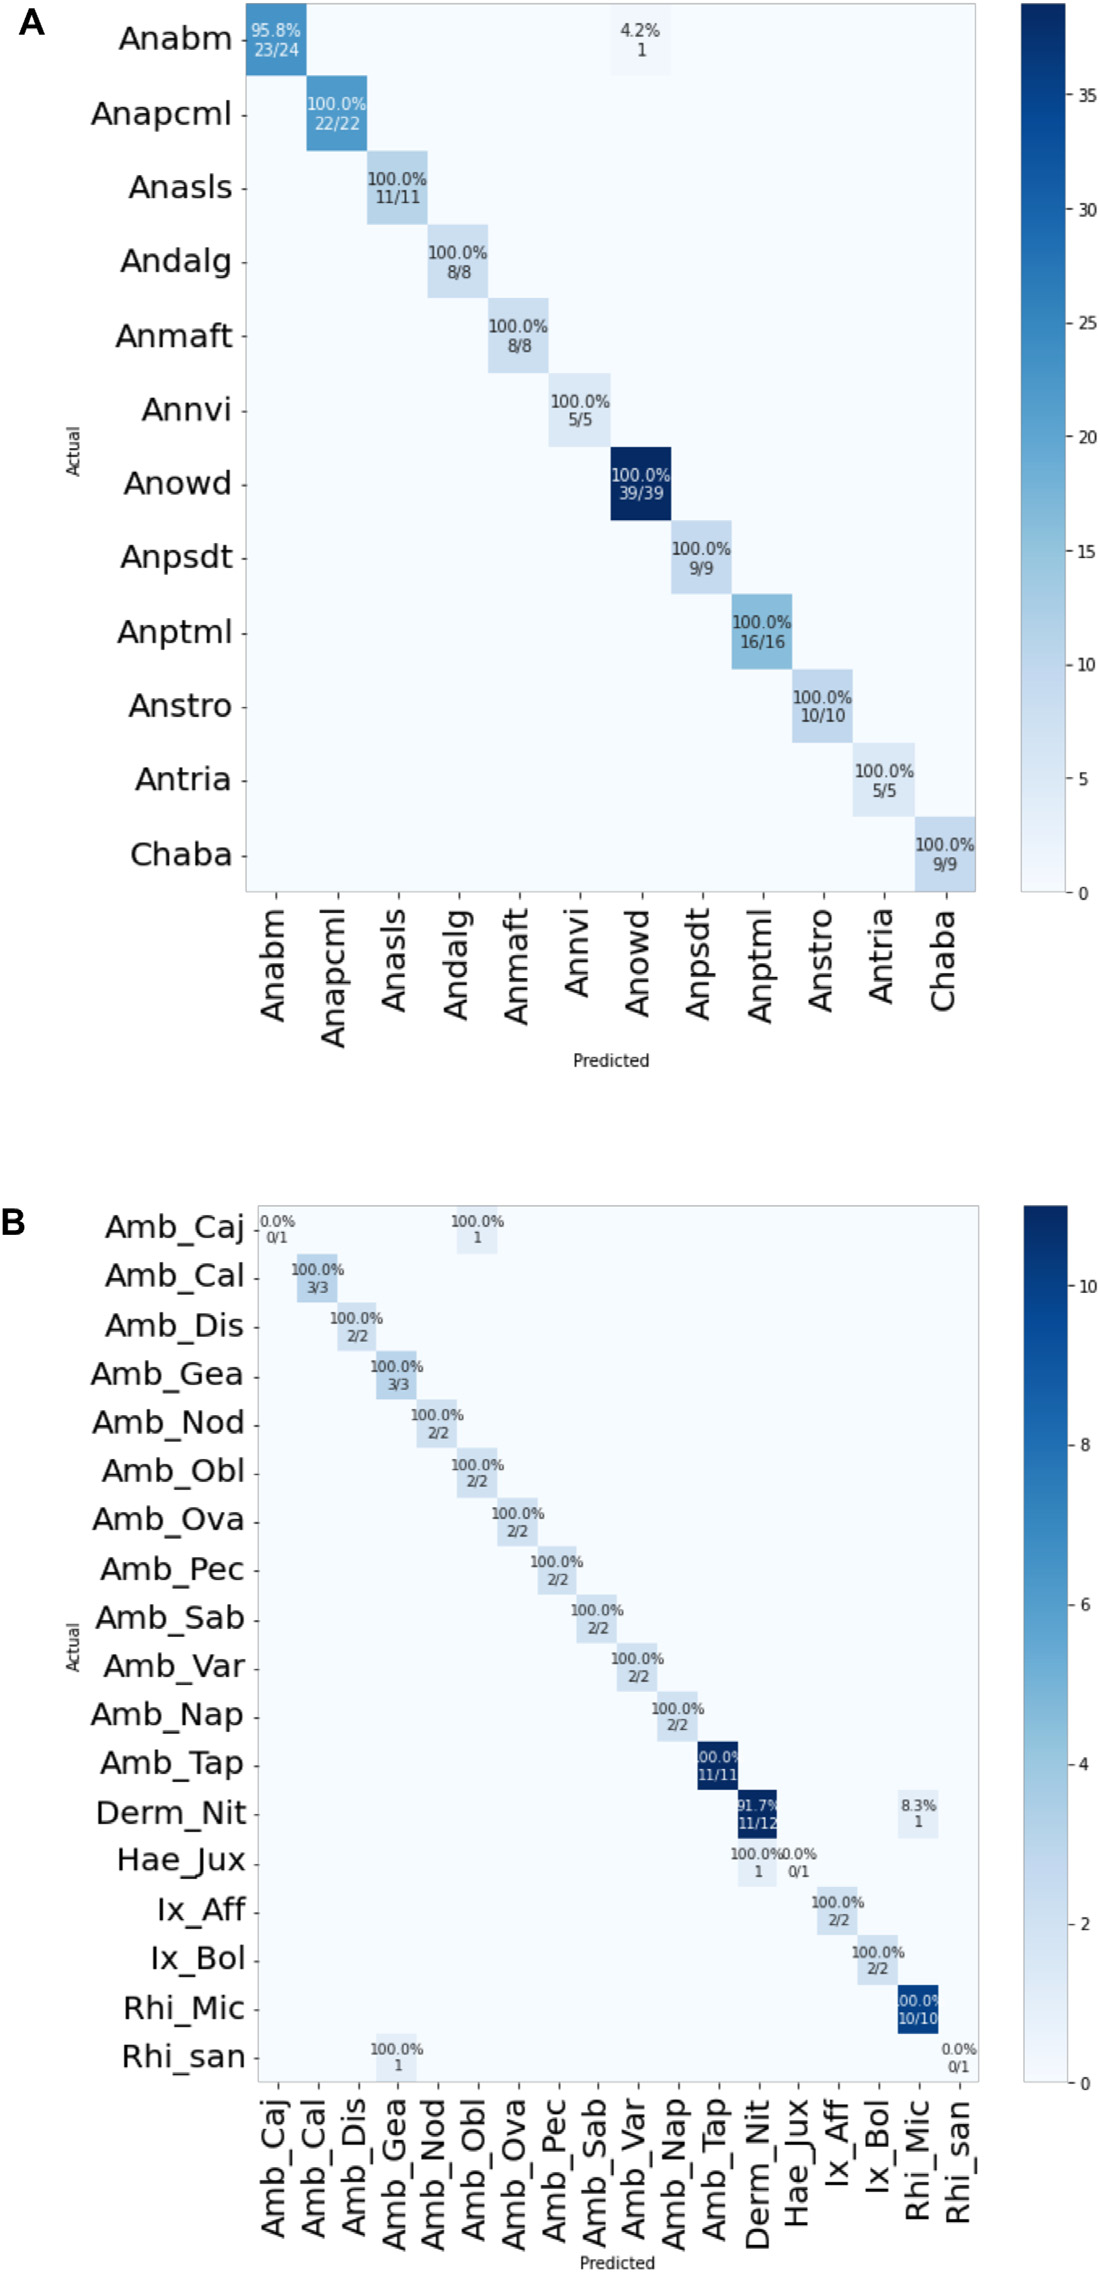 A
Anabm
95.8%
23/24
4.2%
1
Anapcml
100.0%
22/22
Anasls
100.0%
11/11
Andalg
100.0%
8/8
Anmaft
100.0%
8/8
Annvi
100.0%
5/5
Anowd
100.0%
39/39
Anpsdt
100.0%
9/9
Anptml
100.0%
16/16
Anstro
100.0%
10/10
Antria
100.0%
5/5
Chaba
100.0%
9/9
Actual
35
30
25
20
15
10
5
0
Anabm
Anapcml
Anasls
Andalg
Anmaft
Annvi
Anowd
Anpsdt
Anptml
Anstro
Antria
Chaba
Predicted
B
Amb_Caj
0.0%
0/1
100.0%
1
Amb_Cal
100.0%
3/3
Amb_Dis
100.0%
2/2
Amb_Gea
100.0%
3/3
Amb_Nod
100.0%
2/2
Amb_Obl
100.0%
2/2
Amb_Ova
100.0%
2/2
Amb_Pec
100.0%
2/2
Amb_Sab
100.0%
2/2
Amb_Var
100.0%
2/2
Amb_Nap
100.0%
2/2
Amb_Tap
00.0%
11/11
Derm_Nit
91.7%
11/12
8.3%
1
Hae_Jux
100.0%
1
0.0%
0/1
Ix_Aff
100.0%
2/2
Ix_Bol
100.0%
2/2
Rhi_Mic
00.0%
10/10
Rhi_san
100.0%
1
0.0%
0/1
Actual
10
8
6
4
2
0
Amb_Caj
Amb_Cal
Amb_Dis
Amb_Gea
Amb_Nod
Amb_Obl
Amb_Ova
Amb_Pec
Amb_Sab
Amb_Var
Amb_Nap
Amb_Tap
Derm_Nit
Hae_Jux
Ix_Aff
Ix_Bol
Rhi_Mic
Rhi_san
Predicted